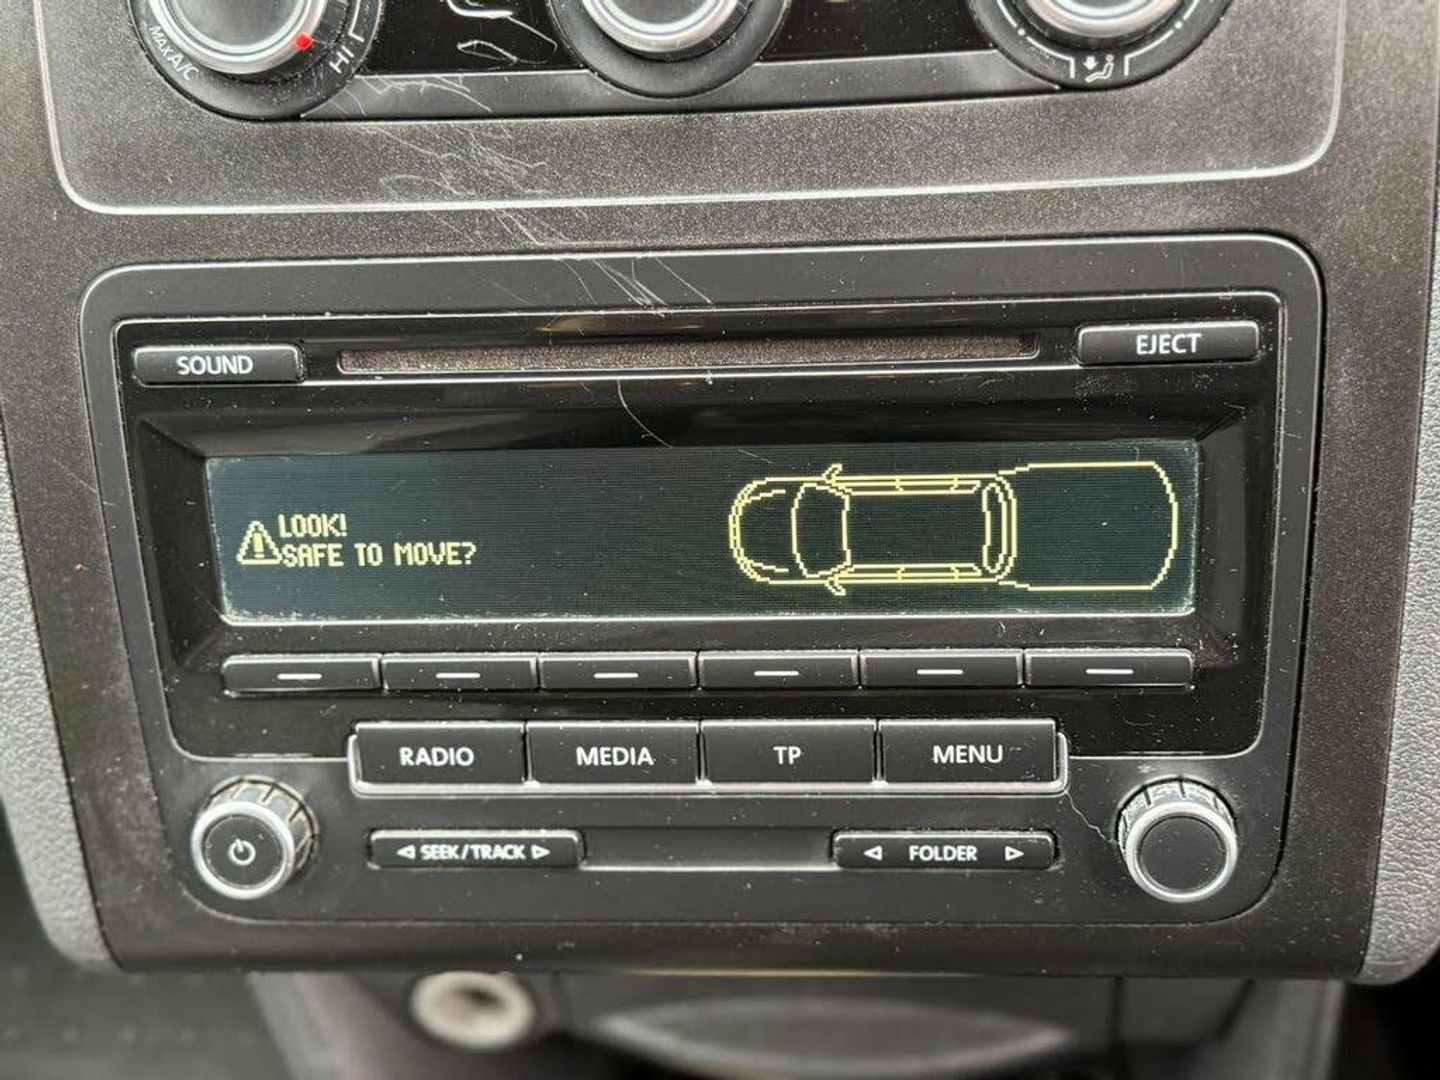 MAX A/C
HI
SOUND
EJECT
LOOK!
SAFE TO MOVE?
RADIO
MEDIA
TP
MENU
SEEK/TRACK
FOLDER